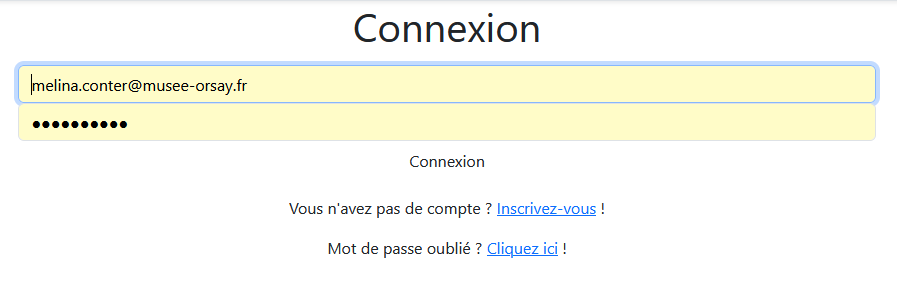 Connexion
melina.conter@musee-orsay.fr
●●●●●●●●●●
Connexion
Vous n'avez pas de compte ? Inscrivez-vous !
Mot de passe oublié ? Cliquez ici !